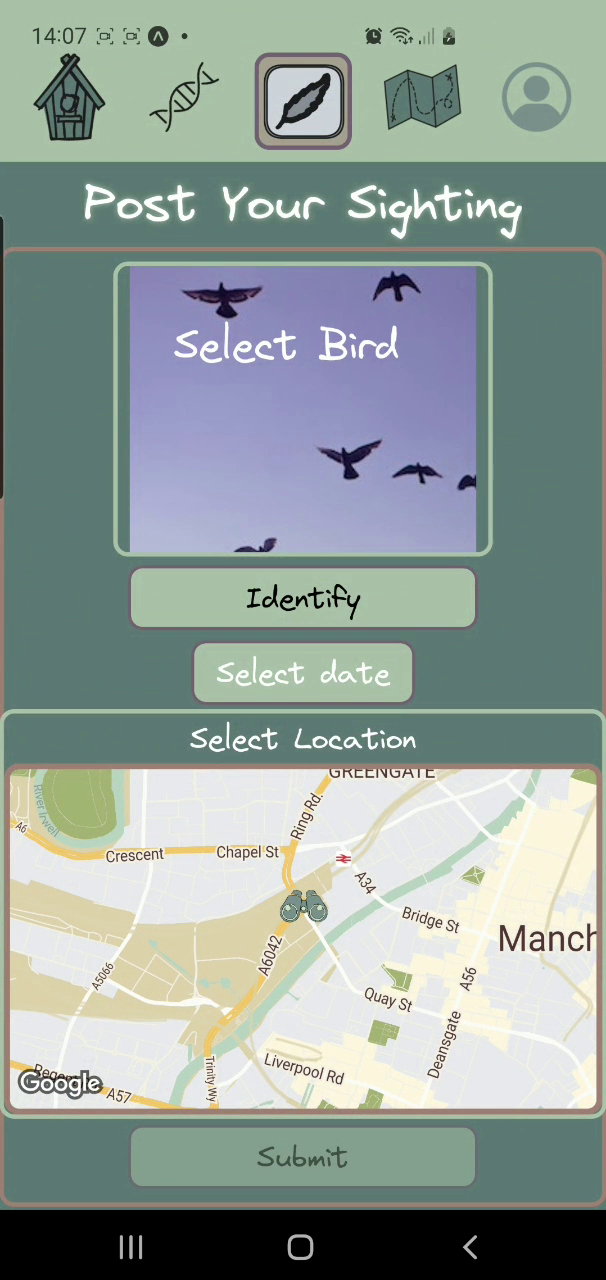 14:07
Post Your Sighting
Select Bird
Identify
Select date
Select Location
GREENGATE
River Irwell
A6
Ring Rd.
Crescent
Chapel St
A34
Bridge St
Manch
A6042
A5066
A56
Quay St
Deansgate
Liverpool Rd
Trinity Wy
Regen
Google
A57
Submit